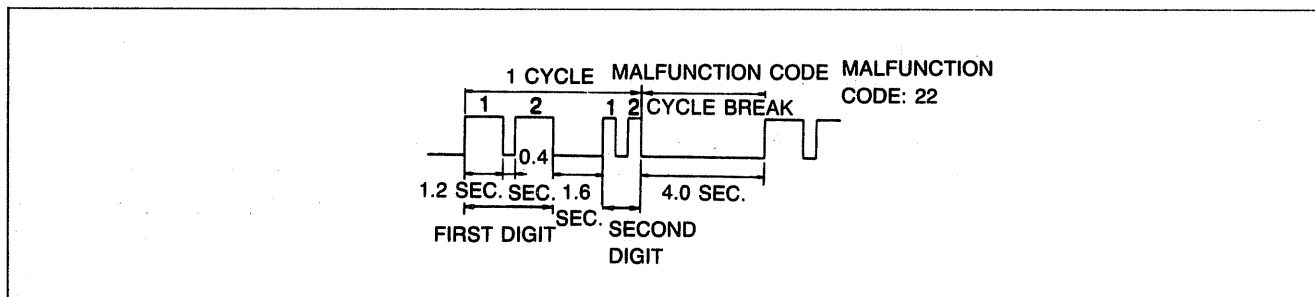 1 CYCLE MALFUNCTION CODE MALFUNCTION
CODE: 22
1 2 1 2 CYCLE BREAK
0.4
1.2 SEC. SEC. 1.6 4.0 SEC.
SEC.
FIRST DIGIT SECOND
DIGIT